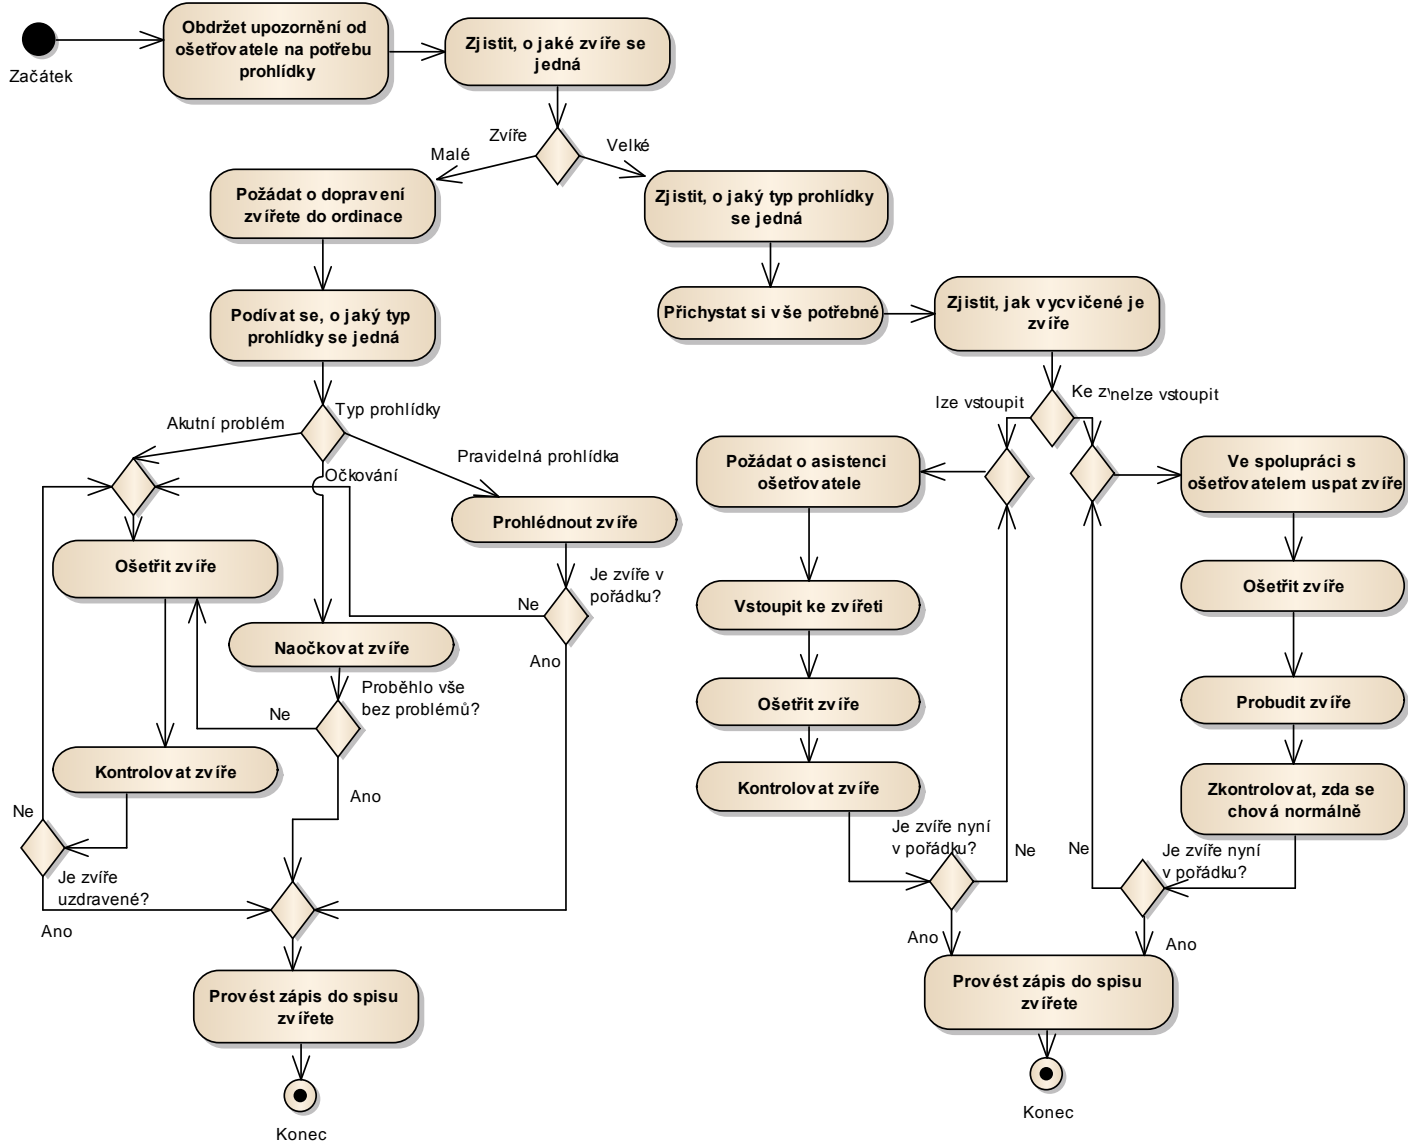 Začátek
Obdržet upozornění od
ošetřovatele na potřebu
prohlídky
Zjistit, o jaké zvíře se
jedná
Zvíře
Malé
Velké
Požádat o dopravení
zvířete do ordinace
Zjistit, o jaký typ prohlídky
se jedná
Podívat se, o jaký typ
prohlídky se jedná
Přichystat si vše potřebné
Zjistit, jak vycvičené je
zvíře
Typ prohlídky
Akutní problém
Očkování
Pravidelná prohlídka
lze vstoupit
Ke
nelze vstoupit
Prohlédnout zvíře
Ošetřit zvíře
Je zvíře v
pořádku?
Ne
Ano
Naočkovat zvíře
Proběhlo vše
bez problémů?
Ne
Ano
Kontrolovat zvíře
Ne
Je zvíře
uzdravené?
Ano
Provést zápis do spisu
zvířete
Konec
Požádat o asistenci
ošetřovatele
Vstoupit ke zvířeti
Ošetřit zvíře
Kontrolovat zvíře
Je zvíře nyní
v pořádku?
Ne
Ano
Ve spolupráci s
ošetřovatelem uspat zvíře
Ošetřit zvíře
Probudit zvíře
Zkontrolovat, zda se
chová normálně
Ne
Je zvíře nyní
v pořádku?
Ano
Provést zápis do spisu
zvířete
Konec